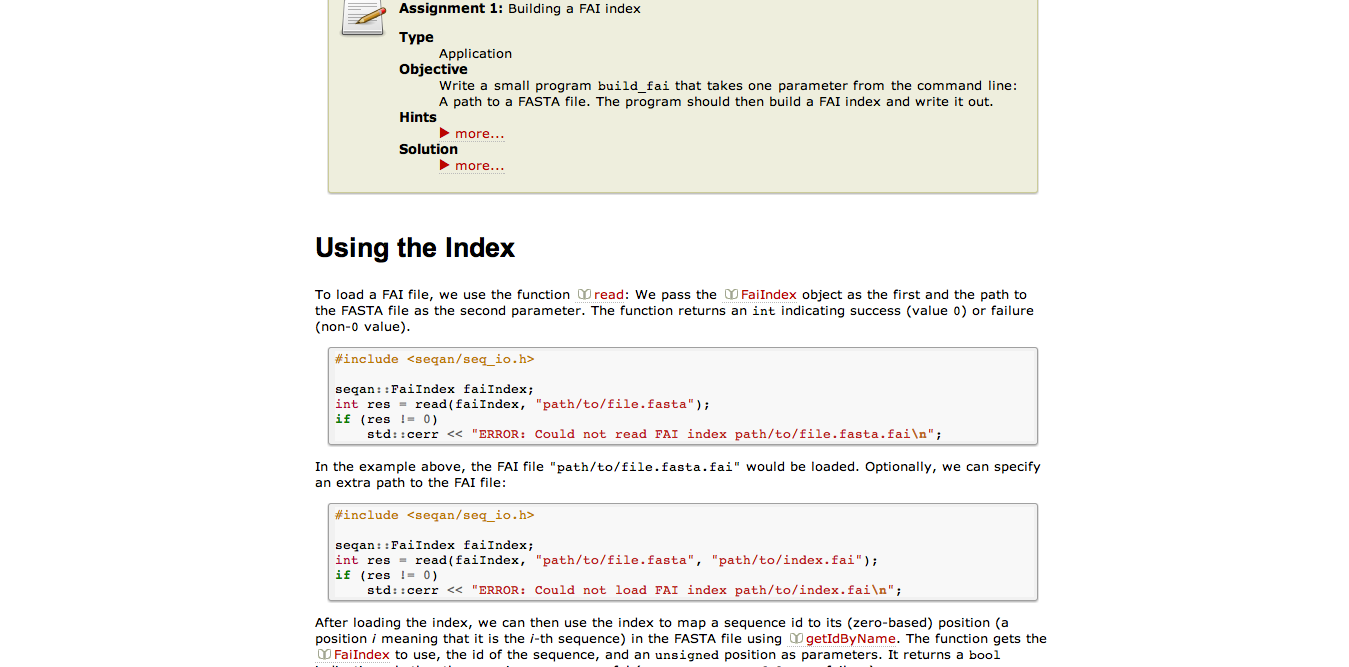 Assignment 1: Building a FAI index
Type
Application
Objective
Write a small program build_fai that takes one parameter from the command line:
A path to a FASTA file. The program should then build a FAI index and write it out.
Hints
▶ more...
Solution
▶ more...
Using the Index
To load a FAI file, we use the function read: We pass the FaiIndex object as the first and the path to
the FASTA file as the second parameter. The function returns an int indicating success (value 0) or failure
(non-0 value).
#include <seqan/seq_io.h>
seqan::FaiIndex faiIndex;
int res = read(faiIndex, "path/to/file.fasta");
if (res != 0)
    std::cerr << "ERROR: Could not read FAI index path/to/file.fasta.fai\n";
In the example above, the FAI file "path/to/file.fasta.fai" would be loaded. Optionally, we can specify
an extra path to the FAI file:
#include <seqan/seq_io.h>
seqan::FaiIndex faiIndex;
int res = read(faiIndex, "path/to/file.fasta", "path/to/index.fai");
if (res != 0)
    std::cerr << "ERROR: Could not load FAI index path/to/index.fai\n";
After loading the index, we can then use the index to map a sequence id to its (zero-based) position (a
position i meaning that it is the i-th sequence) in the FASTA file using getIdByName. The function gets the
FaiIndex to use, the id of the sequence, and an unsigned position as parameters. It returns a bool